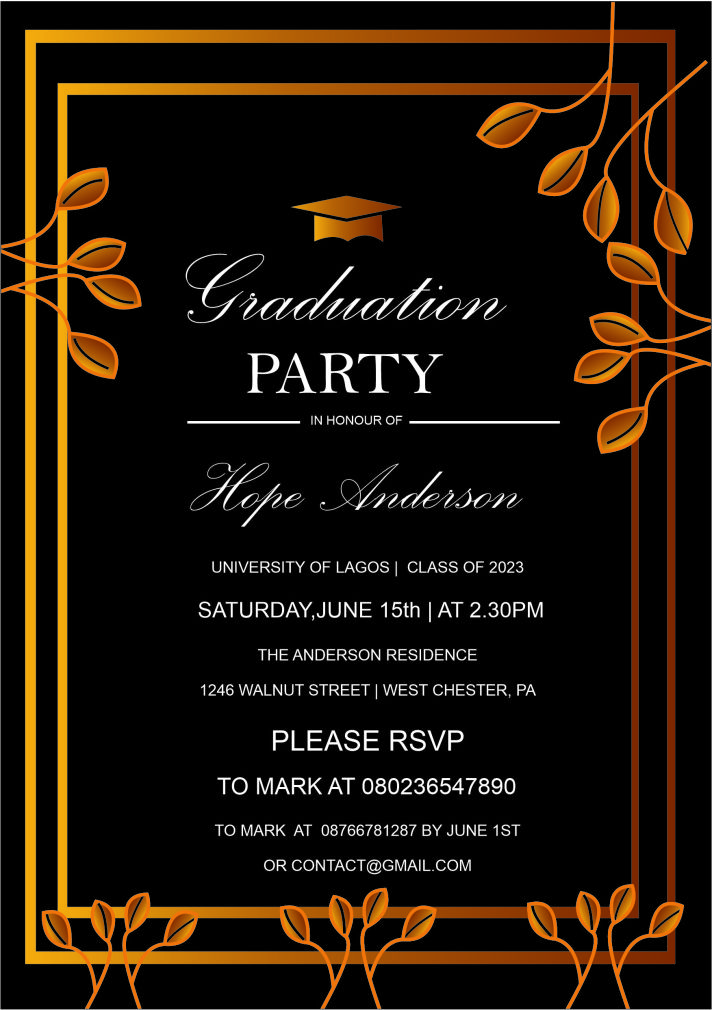 Graduation
PARTY
IN HONOUR OF
Hope Anderson
UNIVERSITY OF LAGOS | CLASS OF 2023
SATURDAY,JUNE 15th | AT 2.30PM
THE ANDERSON RESIDENCE
1246 WALNUT STREET | WEST CHESTER, PA
PLEASE RSVP
TO MARK AT 080236547890
TO MARK AT 08766781287 BY JUNE 1ST
OR CONTACT@GMAIL.COM